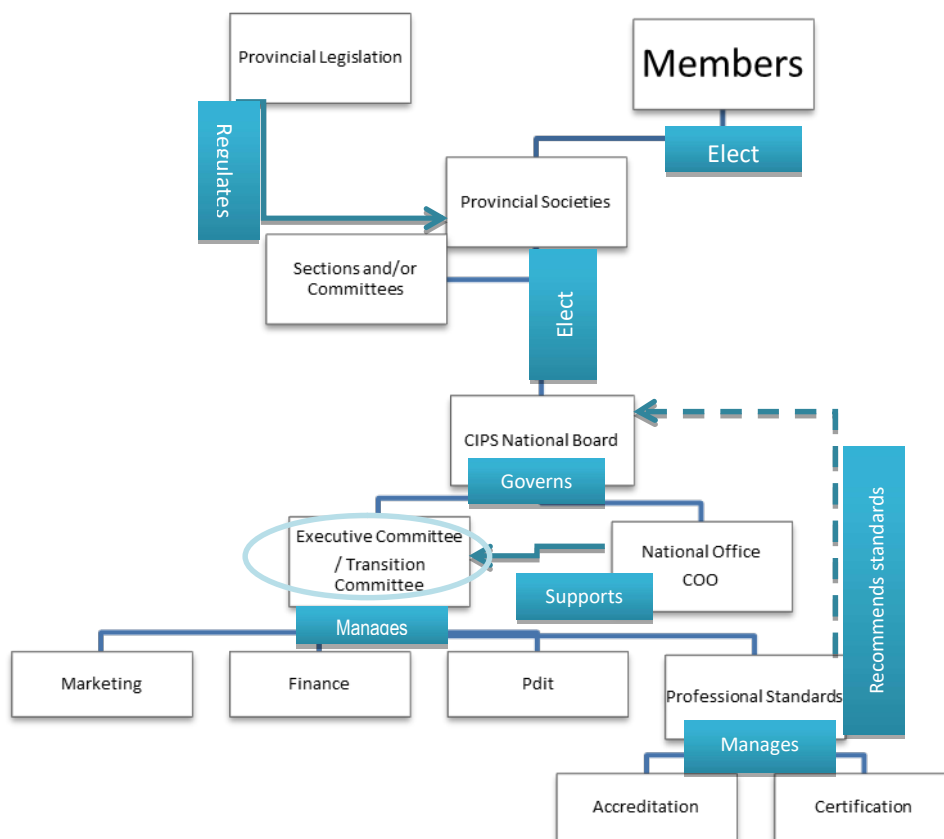 Provincial Legislation
Members
Regulates
Elect
Provincial Societies
Sections and/or
Committees
Elect
CIPS National Board
Governs
Executive Committee
/ Transition
Committee
National Office
COO
Supports
Recommends standards
Manages
Marketing
Finance
Pdit
Professional Standards
Manages
Accreditation
Certification